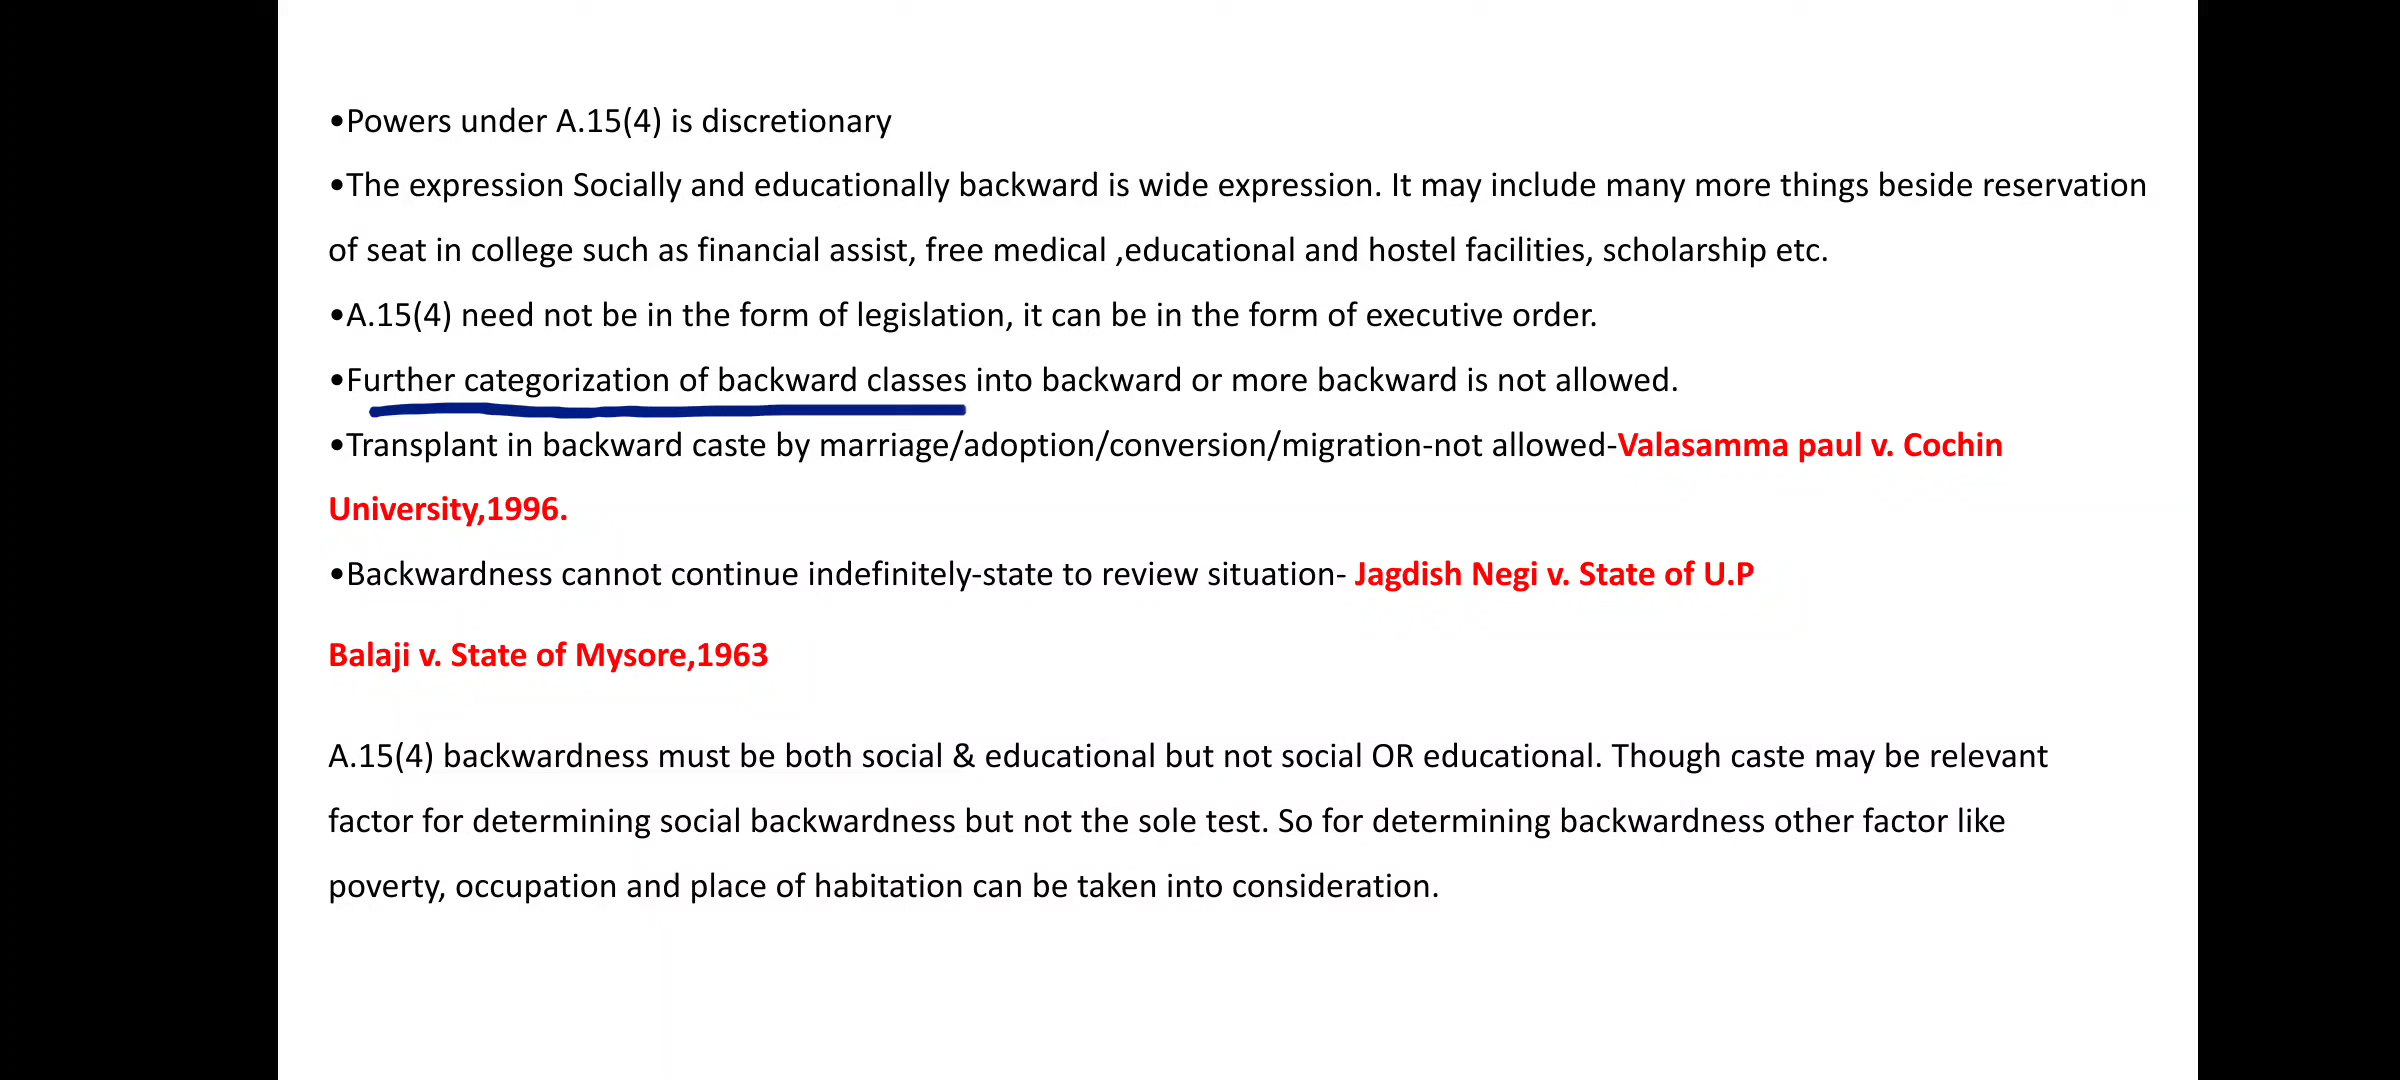 •Powers under A.15(4) is discretionary
•The expression Socially and educationally backward is wide expression. It may include many more things beside reservation
of seat in college such as financial assist, free medical ,educational and hostel facilities, scholarship etc.
•A.15(4) need not be in the form of legislation, it can be in the form of executive order.
•Further categorization of backward classes into backward or more backward is not allowed.
•Transplant in backward caste by marriage/adoption/conversion/migration-not allowed-Valasamma paul v. Cochin
University,1996.
•Backwardness cannot continue indefinitely-state to review situation- Jagdish Negi v. State of U.P
Balaji v. State of Mysore,1963
A.15(4) backwardness must be both social & educational but not social OR educational. Though caste may be relevant
factor for determining social backwardness but not the sole test. So for determining backwardness other factor like
poverty, occupation and place of habitation can be taken into consideration.